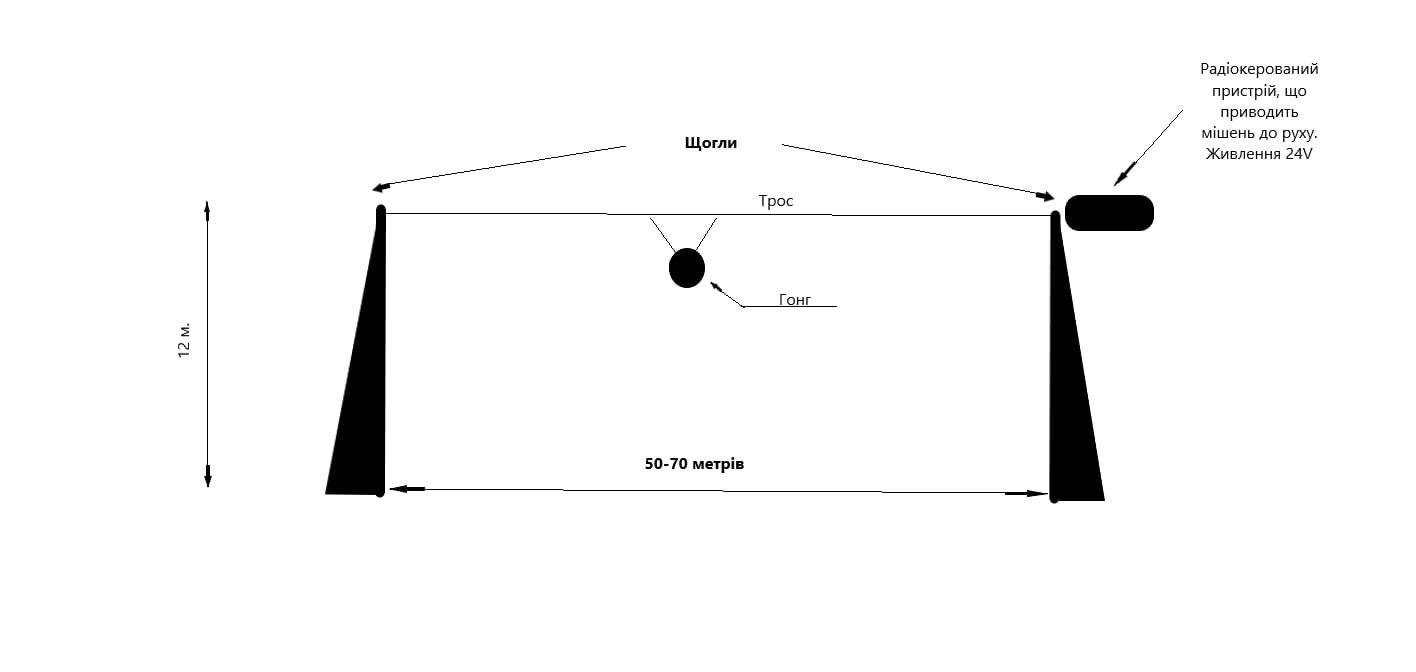 Радіокерований
пристрій, що
приводить
мішень до руху.
Живлення 24V
Щогли
Трос
Гонг
12 м.
50-70 метрів